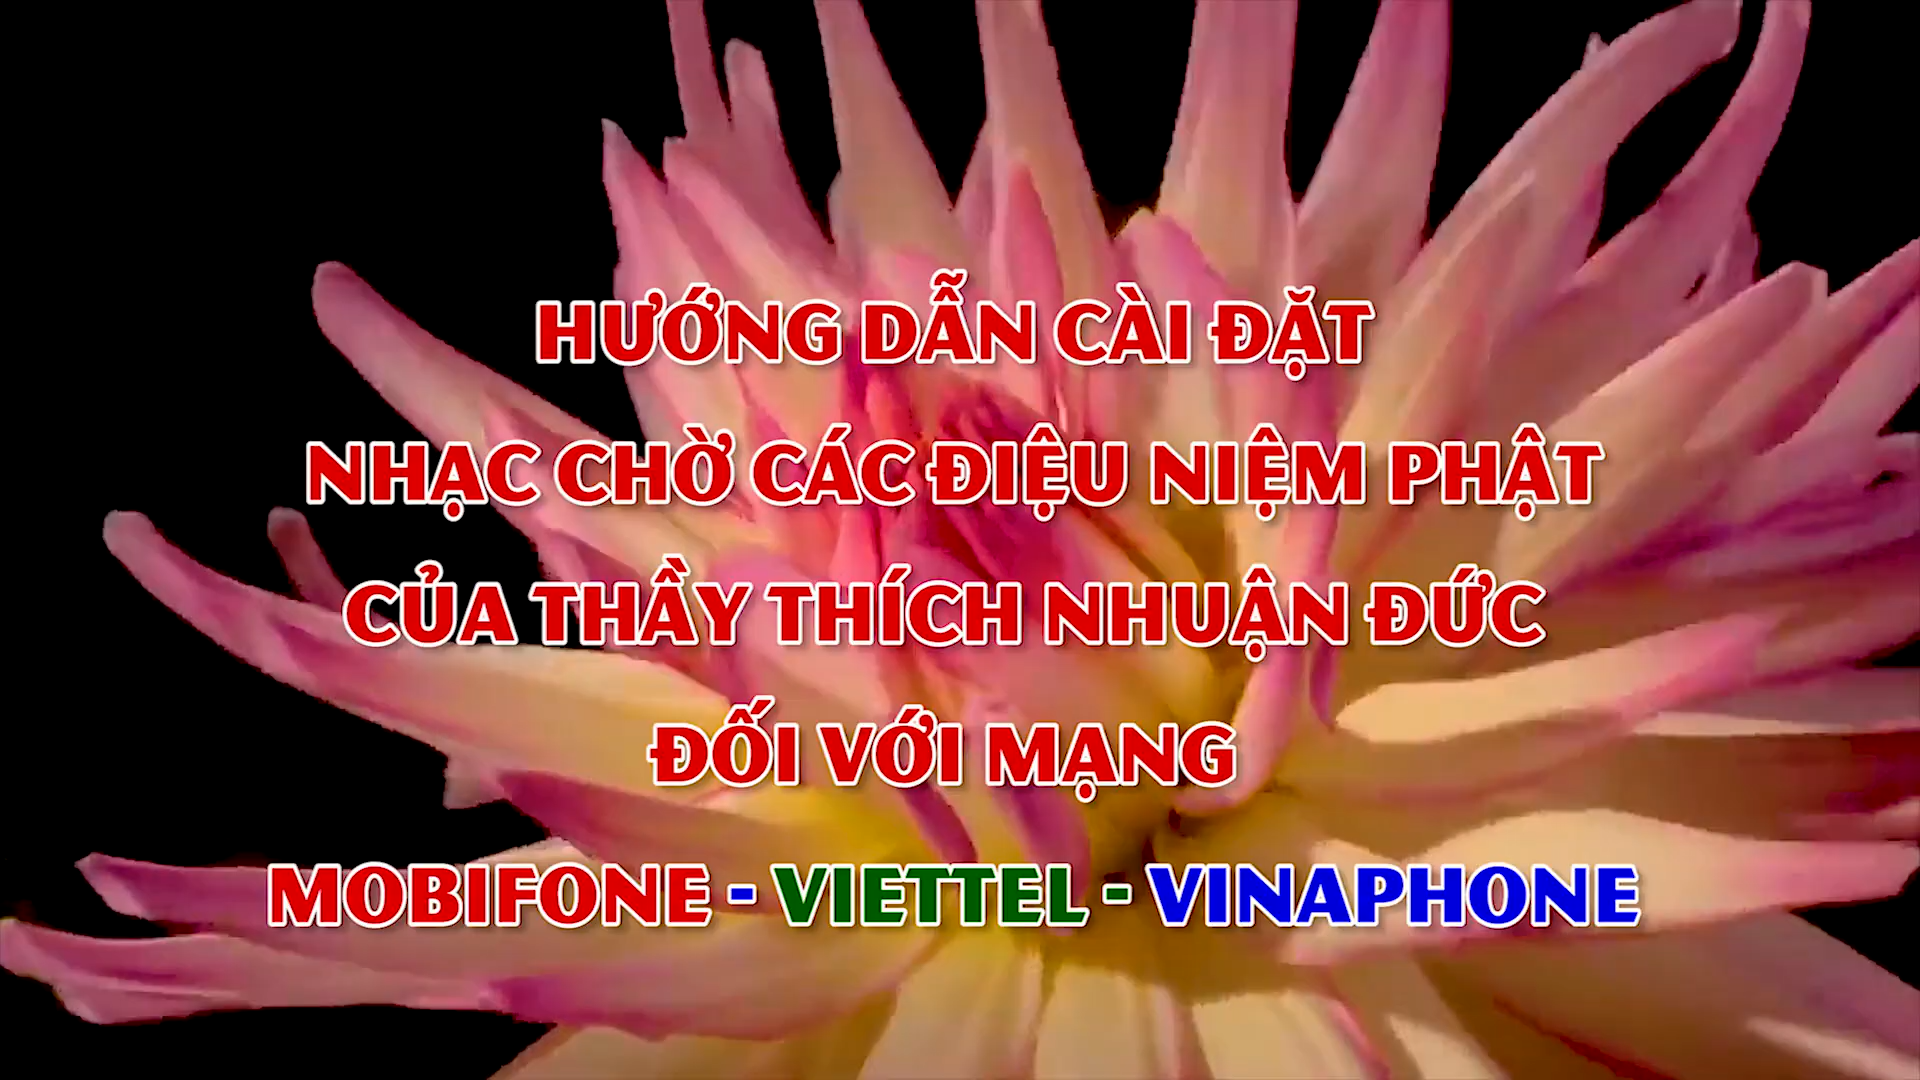 HƯỚNG DẪN CÀI ĐẶT
NHẠC CHỜ CÁC ĐIỆU NIỆM PHẬT
CỦA THẦY THÍCH NHUẬN ĐỨC
ĐỐI VỚI MẠNG
MOBIFONE - VIETTEL - VINAPHONE